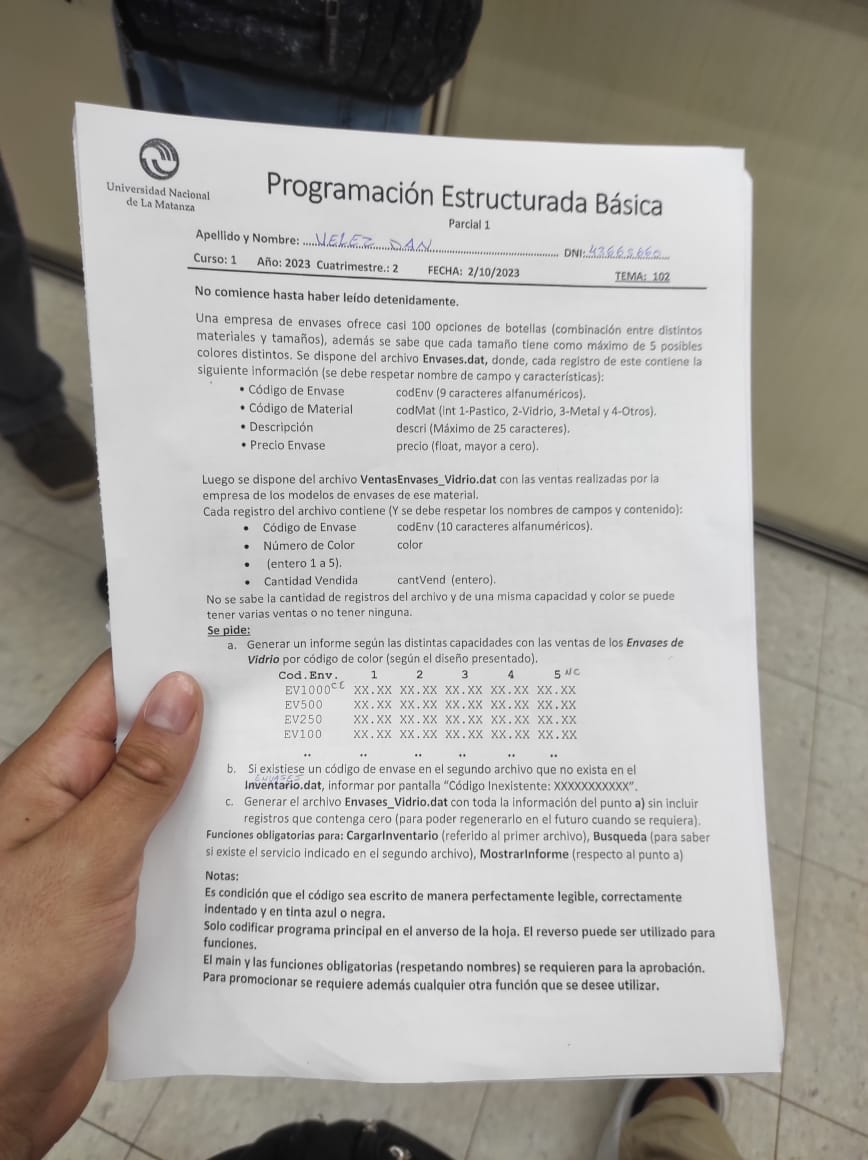 Universidad Nacional
de La Matanza
Programación Estructurada Básica
Parcial 1
Apellido y Nombre: VELEZ DAN DNI: 43665660
Curso: 1 Año: 2023 Cuatrimestre.: 2 FECHA: 2/10/2023 TEMA: 102
No comience hasta haber leído detenidamente.
Una empresa de envases ofrece casi 100 opciones de botellas (combinación entre distintos
materiales y tamaños), además se sabe que cada tamaño tiene como máximo de 5 posibles
colores distintos. Se dispone del archivo Envases.dat, donde, cada registro de este contiene la
siguiente información (se debe respetar nombre de campo y características):
• Código de Envase codEnv (9 caracteres alfanuméricos).
• Código de Material codMat (int 1-Pastico, 2-Vidrio, 3-Metal y 4-Otros).
• Descripción descri (Máximo de 25 caracteres).
• Precio Envase precio (float, mayor a cero).
Luego se dispone del archivo VentasEnvases_Vidrio.dat con las ventas realizadas por la
empresa de los modelos de envases de ese material.
Cada registro del archivo contiene (Y se debe respetar los nombres de campos y contenido):
• Código de Envase codEnv (10 caracteres alfanuméricos).
• Número de Color color
• (entero 1 a 5).
• Cantidad Vendida cantVend (entero).
No se sabe la cantidad de registros del archivo y de una misma capacidad y color se puede
tener varias ventas o no tener ninguna.
Se pide:
a. Generar un informe según las distintas capacidades con las ventas de los Envases de
Vidrio por código de color (según el diseño presentado).
Cod.Env. 1 2 3 4 5 NC
EV1000 CE XX.XX XX.XX XX.XX XX.XX XX.XX
EV500 XX.XX XX.XX XX.XX XX.XX XX.XX
EV250 XX.XX XX.XX XX.XX XX.XX XX.XX
EV100 XX.XX XX.XX XX.XX XX.XX XX.XX
.. .. .. .. .. ..
b. Si existiese un código de envase en el segundo archivo que no exista en el
ENVASES
Inventario.dat, informar por pantalla “Código Inexistente: XXXXXXXXXXX”.
c. Generar el archivo Envases_Vidrio.dat con toda la información del punto a) sin incluir
registros que contenga cero (para poder regenerarlo en el futuro cuando se requiera).
Funciones obligatorias para: CargarInventario (referido al primer archivo), Busqueda (para saber
si existe el servicio indicado en el segundo archivo), MostrarInforme (respecto al punto a)
Notas:
Es condición que el código sea escrito de manera perfectamente legible, correctamente
indentado y en tinta azul o negra.
Solo codificar programa principal en el anverso de la hoja. El reverso puede ser utilizado para
funciones.
El main y las funciones obligatorias (respetando nombres) se requieren para la aprobación.
Para promocionar se requiere además cualquier otra función que se desee utilizar.